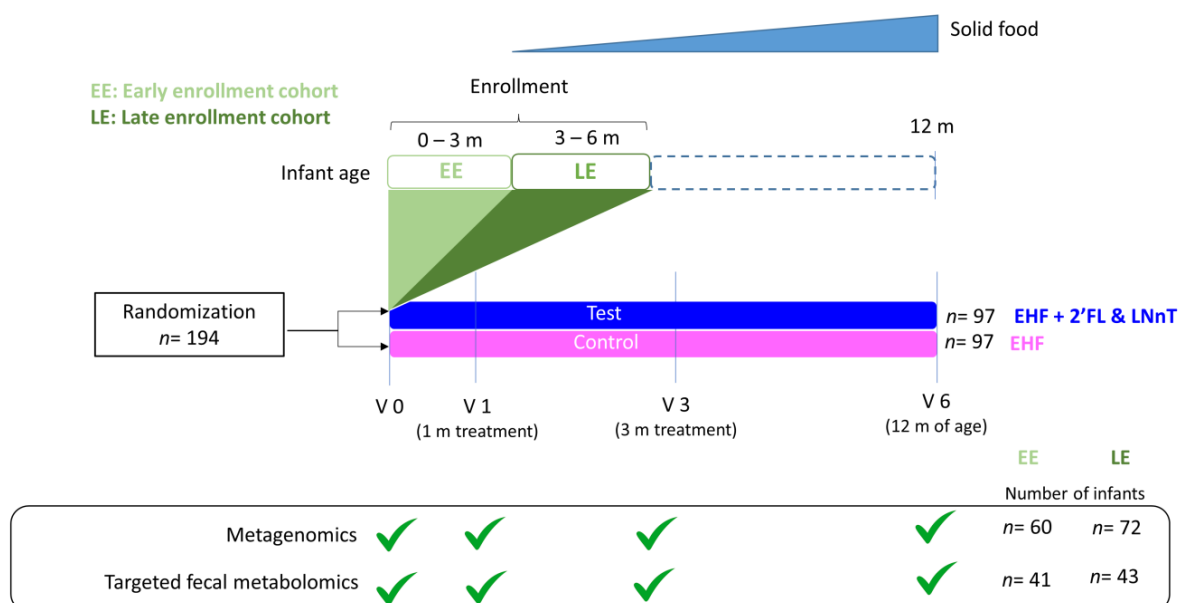 Solid food
EE: Early enrollment cohort
LE: Late enrollment cohort
Enrollment
0 – 3 m
3 – 6 m
12 m
Infant age
EE
LE
Randomization
n= 194
Test
n= 97
EHF + 2'FL & LNnT
Control
n= 97
EHF
V 0
V 1
(1 m treatment)
V 3
(3 m treatment)
V 6
(12 m of age)
EE
LE
Number of infants
Metagenomics
n= 60
n= 72
Targeted fecal metabolomics
n= 41
n= 43